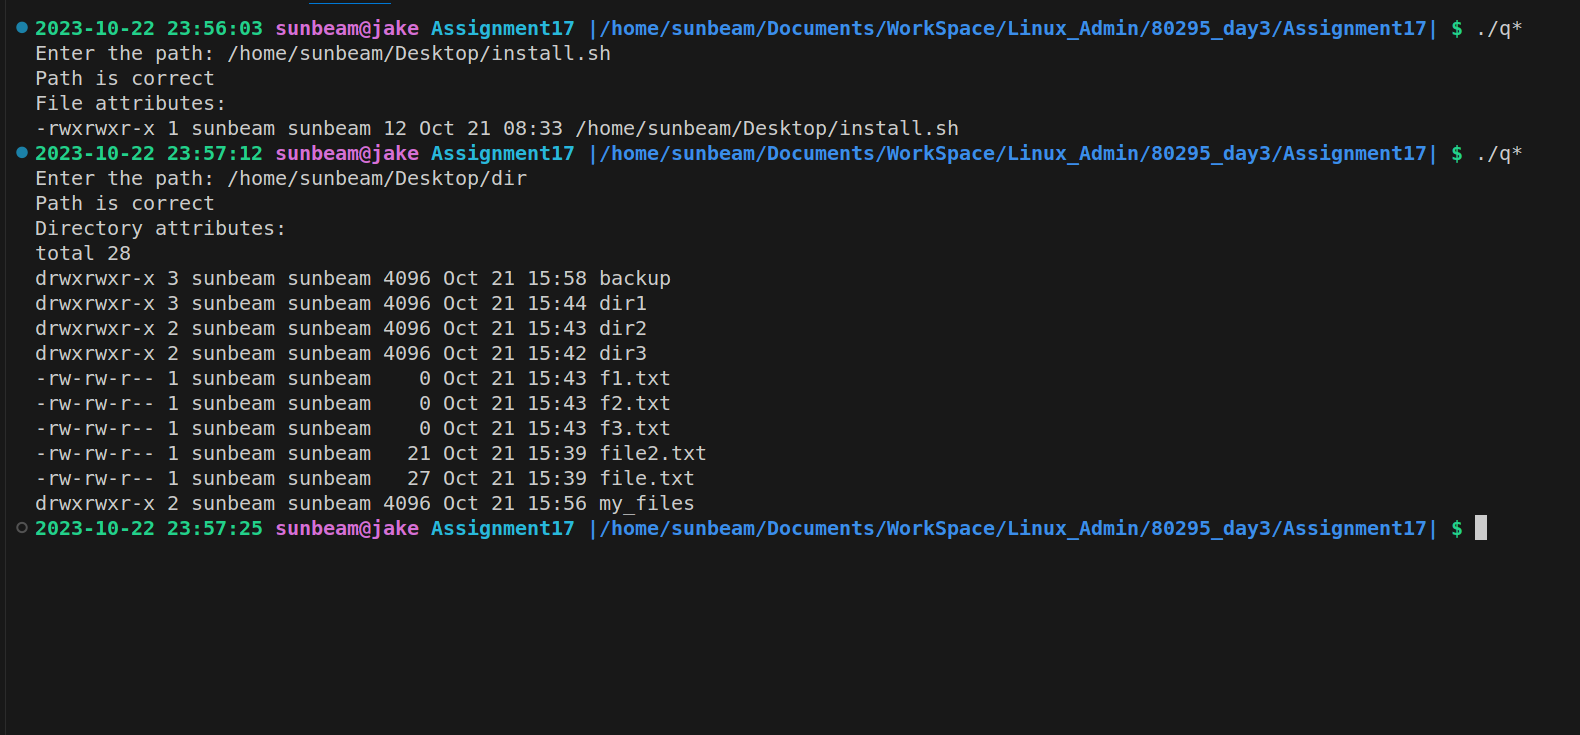 2023-10-22 23:56:03 sunbeam@jake Assignment17 |/home/sunbeam/Documents/WorkSpace/Linux_Admin/80295_day3/Assignment17| $ ./q*
Enter the path: /home/sunbeam/Desktop/install.sh
Path is correct
File attributes:
-rwxrwxr-x 1 sunbeam sunbeam 12 Oct 21 08:33 /home/sunbeam/Desktop/install.sh
2023-10-22 23:57:12 sunbeam@jake Assignment17 |/home/sunbeam/Documents/WorkSpace/Linux_Admin/80295_day3/Assignment17| $ ./q*
Enter the path: /home/sunbeam/Desktop/dir
Path is correct
Directory attributes:
total 28
drwxrwxr-x 3 sunbeam sunbeam 4096 Oct 21 15:58 backup
drwxrwxr-x 3 sunbeam sunbeam 4096 Oct 21 15:44 dir1
drwxrwxr-x 2 sunbeam sunbeam 4096 Oct 21 15:43 dir2
drwxrwxr-x 2 sunbeam sunbeam 4096 Oct 21 15:42 dir3
-rw-rw-r-- 1 sunbeam sunbeam    0 Oct 21 15:43 f1.txt
-rw-rw-r-- 1 sunbeam sunbeam    0 Oct 21 15:43 f2.txt
-rw-rw-r-- 1 sunbeam sunbeam    0 Oct 21 15:43 f3.txt
-rw-rw-r-- 1 sunbeam sunbeam   21 Oct 21 15:39 file2.txt
-rw-rw-r-- 1 sunbeam sunbeam   27 Oct 21 15:39 file.txt
drwxrwxr-x 2 sunbeam sunbeam 4096 Oct 21 15:56 my_files
2023-10-22 23:57:25 sunbeam@jake Assignment17 |/home/sunbeam/Documents/WorkSpace/Linux_Admin/80295_day3/Assignment17| $